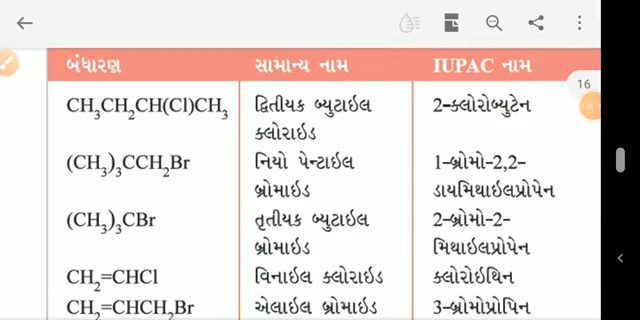 બંધારણ સામાન્ય નામ IUPAC નામ
16
CH₃CH₂CH(Cl)CH₃ દ્વિતીયક બ્યુટાઇલ 2-ક્લોરોબ્યુટેન
ક્લોરાઇડ
(CH₃)₃CCH₂Br નિયો પેન્ટાઇલ 1-બ્રોમો-2,2-
બ્રોમાઇડ ડાયમિથાઇલપ્રોપેન
(CH₃)₃CBr તૃતીયક બ્યુટાઇલ 2-બ્રોમો-2-
બ્રોમાઇડ મિથાઇલપ્રોપેન
CH₂=CHCl વિનાઇલ ક્લોરાઇડ ક્લોરોઇથિન
CH₂=CHCH₂Br એલાઇલ બ્રોમાઇડ 3-બ્રોમોપ્રોપિન